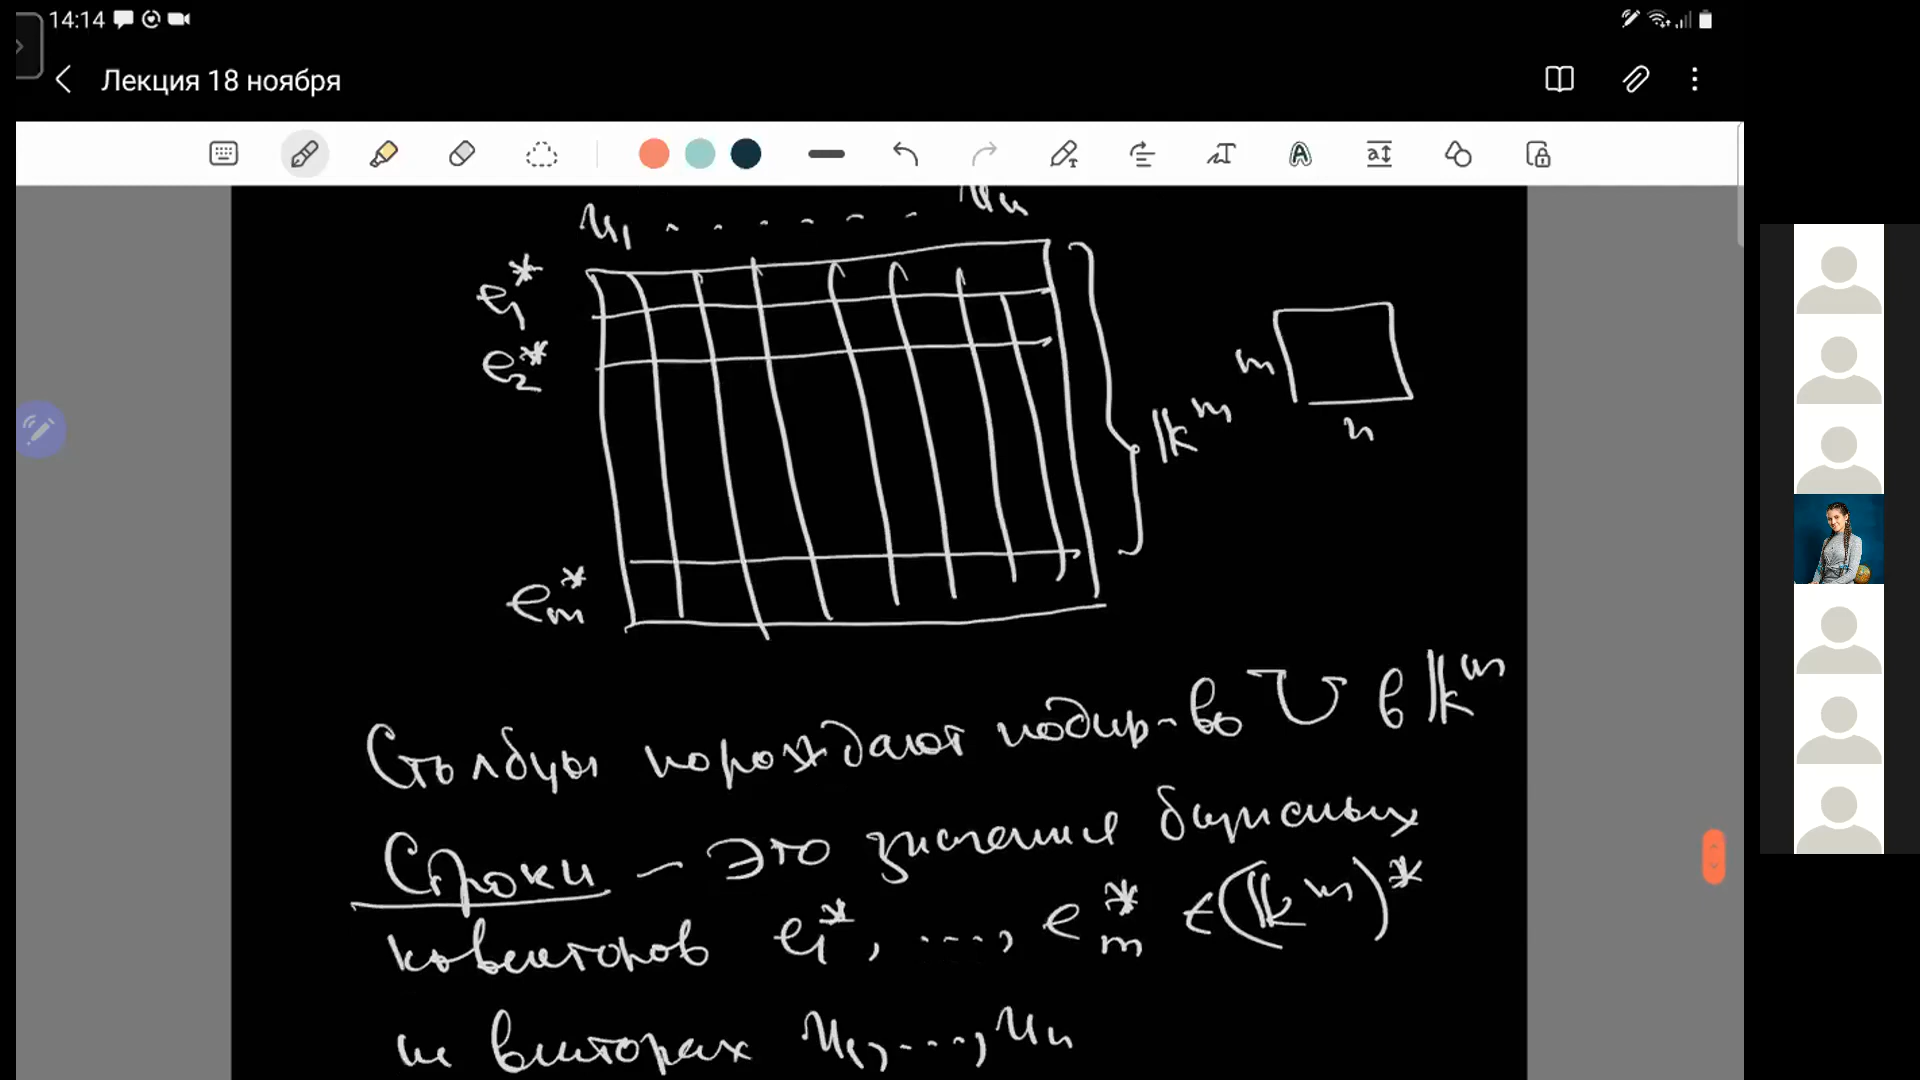 14:14
Лекция 18 ноября
u₁ . . . . . . uₙ
e₁*
e₂*
eₘ*
𝕜ᵐ
m
n
Столбцы порождают подпр-во U в 𝕜ᵐ
Строки – это значения базисных
ковекторов e₁*, ..., eₘ* ∈ (𝕜ᵐ)*
на векторах u₁, ..., uₙ